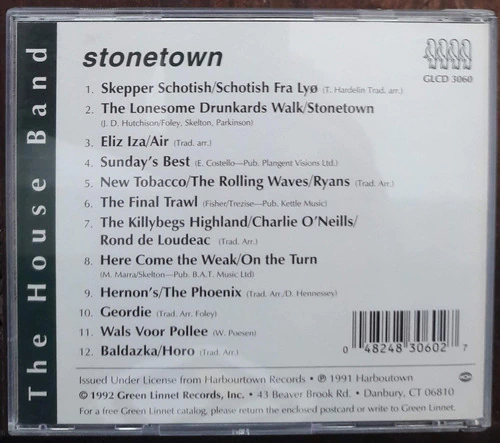 The House Band
stonetown
GLCD 3060
1. Skepper Schotish/Schotish Fra Lyø (T. Hardelin Trad. arr.)
2. The Lonesome Drunkards Walk/Stonetown
(J. D. Hutchison/Foley, Skelton, Parkinson)
3. Eliz Iza/Air (Trad. arr.)
4. Sunday's Best (E. Costello—Pub. Plangent Visions Ltd.)
5. New Tobacco/The Rolling Waves/Ryans (Trad. Arr.)
6. The Final Trawl (Fisher/Trezise—Pub. Kettle Music)
7. The Killybegs Highland/Charlie O'Neills/
Rond de Loudeac (Trad. Arr.)
8. Here Come the Weak/On the Turn
(M. Marra/Skelton—Pub. B.A.T. Music Ltd)
9. Hernon's/The Phoenix (Trad. Arr./D. Hennessey)
10. Geordie (Trad. Arr. Foley)
11. Wals Voor Pollee (W. Poesen)
12. Baldazka/Horo (Trad. Arr.)
0 48248 30602 7
Issued Under License from Harbourtown Records • ℗ 1991 Harboutown
© 1992 Green Linnet Records, Inc. • 43 Beaver Brook Rd. • Danbury, CT 06810
For a free Green Linnet catalog, please return the enclosed postcard or write to Green Linnet.